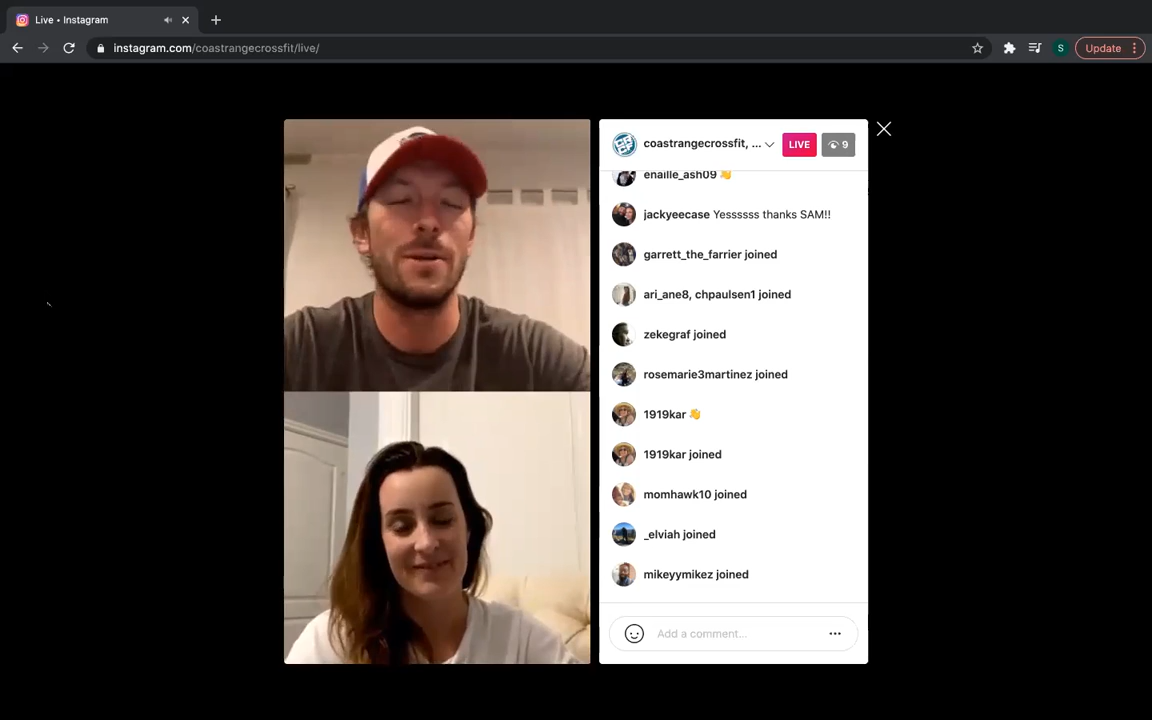 Live • Instagram
instagram.com/coastrangecrossfit/live/
S
Update
coastrangecrossfit, ...
LIVE
9
enaille_ash09 👋
jackyeecase Yessssss thanks SAM!!
garrett_the_farrier joined
ari_ane8, chpaulsen1 joined
zekegraf joined
rosemarie3martinez joined
1919kar 👋
1919kar joined
momhawk10 joined
_elviah joined
mikeyymikez joined
Add a comment...